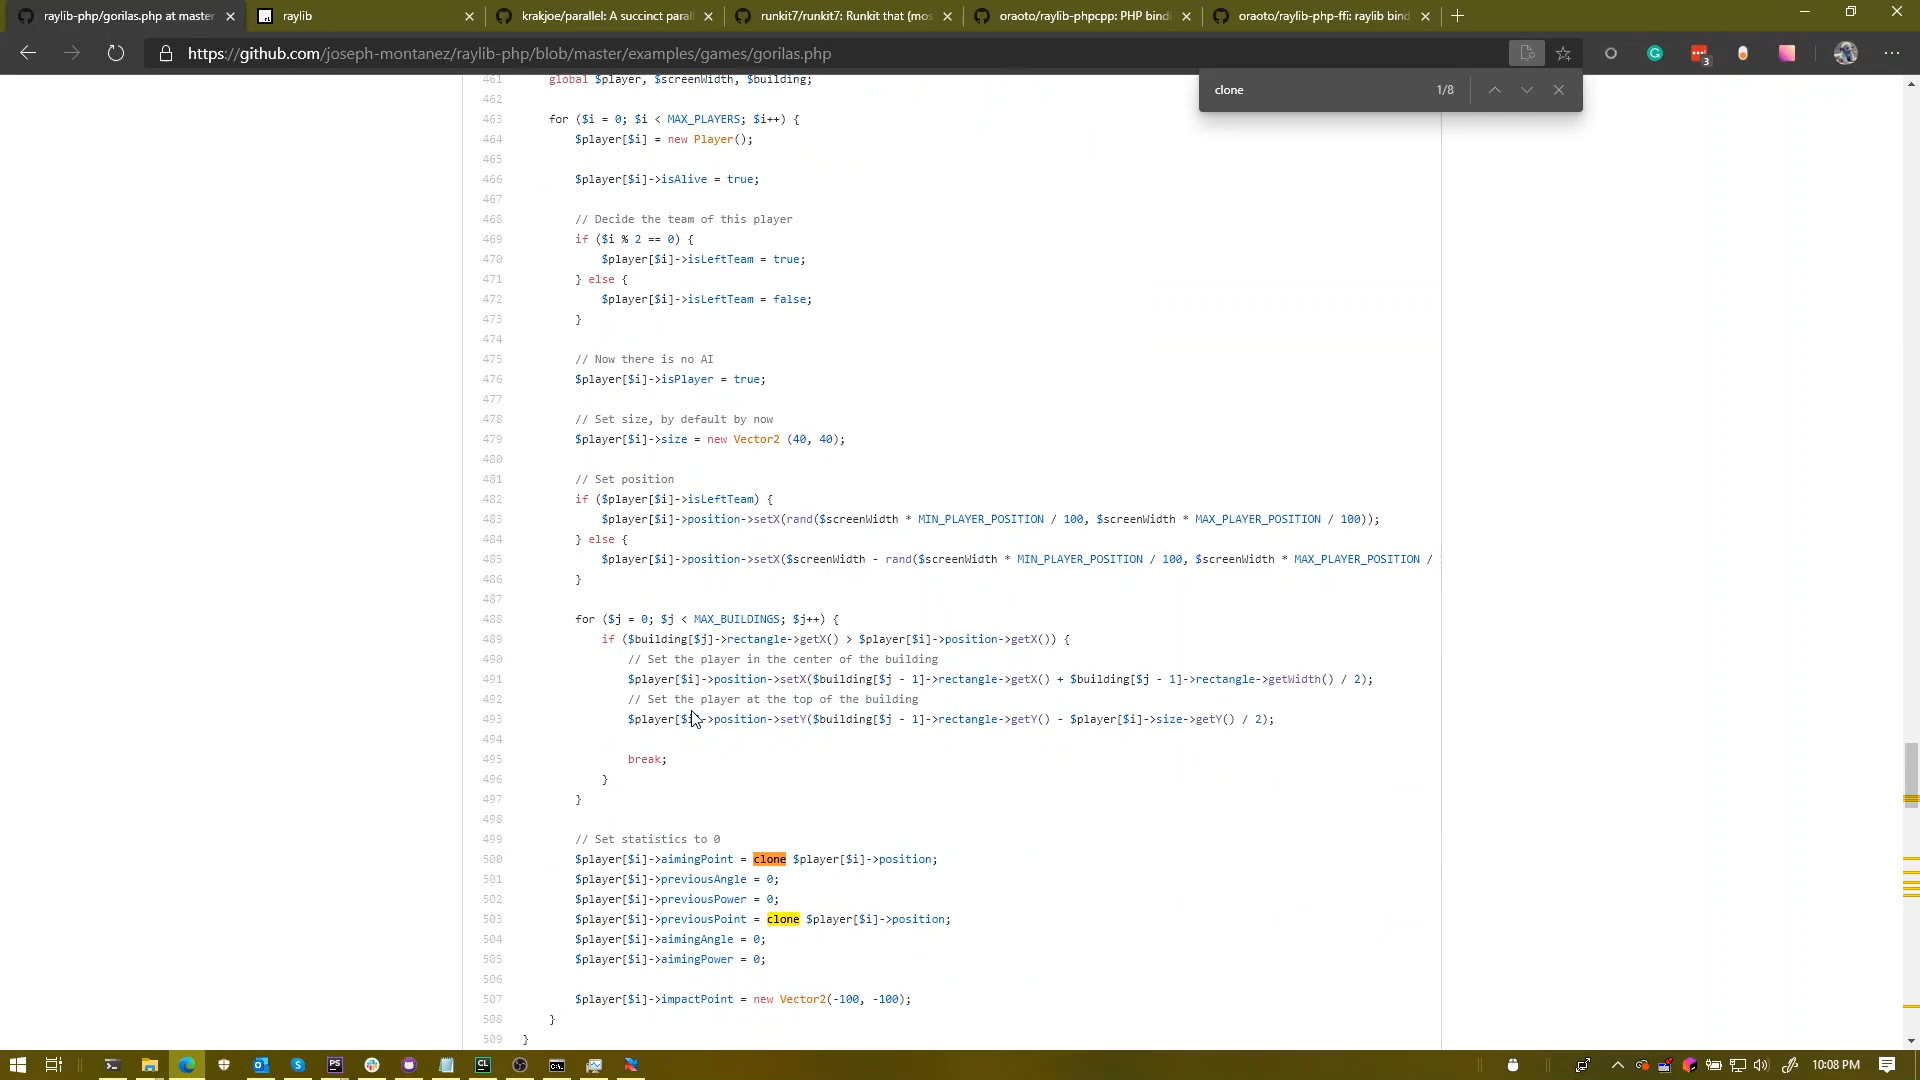 raylib-php/gorilas.php at master
raylib
krakjoe/parallel: A succinct paral
runkit7/runkit7: Runkit that (mos
oraoto/raylib-phpcpp: PHP bindi
oraoto/raylib-php-ffi: raylib bind
https://github.com/joseph-montanez/raylib-php/blob/master/examples/games/gorilas.php
3
clone 1/8
461 global $player, $screenWidth, $building;
462
463 for ($i = 0; $i < MAX_PLAYERS; $i++) {
464 $player[$i] = new Player();
465
466 $player[$i]->isAlive = true;
467
468 // Decide the team of this player
469 if ($i % 2 == 0) {
470 $player[$i]->isLeftTeam = true;
471 } else {
472 $player[$i]->isLeftTeam = false;
473 }
474
475 // Now there is no AI
476 $player[$i]->isPlayer = true;
477
478 // Set size, by default by now
479 $player[$i]->size = new Vector2 (40, 40);
480
481 // Set position
482 if ($player[$i]->isLeftTeam) {
483 $player[$i]->position->setX(rand($screenWidth * MIN_PLAYER_POSITION / 100, $screenWidth * MAX_PLAYER_POSITION / 100));
484 } else {
485 $player[$i]->position->setX($screenWidth - rand($screenWidth * MIN_PLAYER_POSITION / 100, $screenWidth * MAX_PLAYER_POSITION /
486 }
487
488 for ($j = 0; $j < MAX_BUILDINGS; $j++) {
489 if ($building[$j]->rectangle->getX() > $player[$i]->position->getX()) {
490 // Set the player in the center of the building
491 $player[$i]->position->setX($building[$j - 1]->rectangle->getX() + $building[$j - 1]->rectangle->getWidth() / 2);
492 // Set the player at the top of the building
493 $player[$i]->position->setY($building[$j - 1]->rectangle->getY() - $player[$i]->size->getY() / 2);
494
495 break;
496 }
497 }
498
499 // Set statistics to 0
500 $player[$i]->aimingPoint = clone $player[$i]->position;
501 $player[$i]->previousAngle = 0;
502 $player[$i]->previousPower = 0;
503 $player[$i]->previousPoint = clone $player[$i]->position;
504 $player[$i]->aimingAngle = 0;
505 $player[$i]->aimingPower = 0;
506
507 $player[$i]->impactPoint = new Vector2(-100, -100);
508 }
509 }
10:08 PM